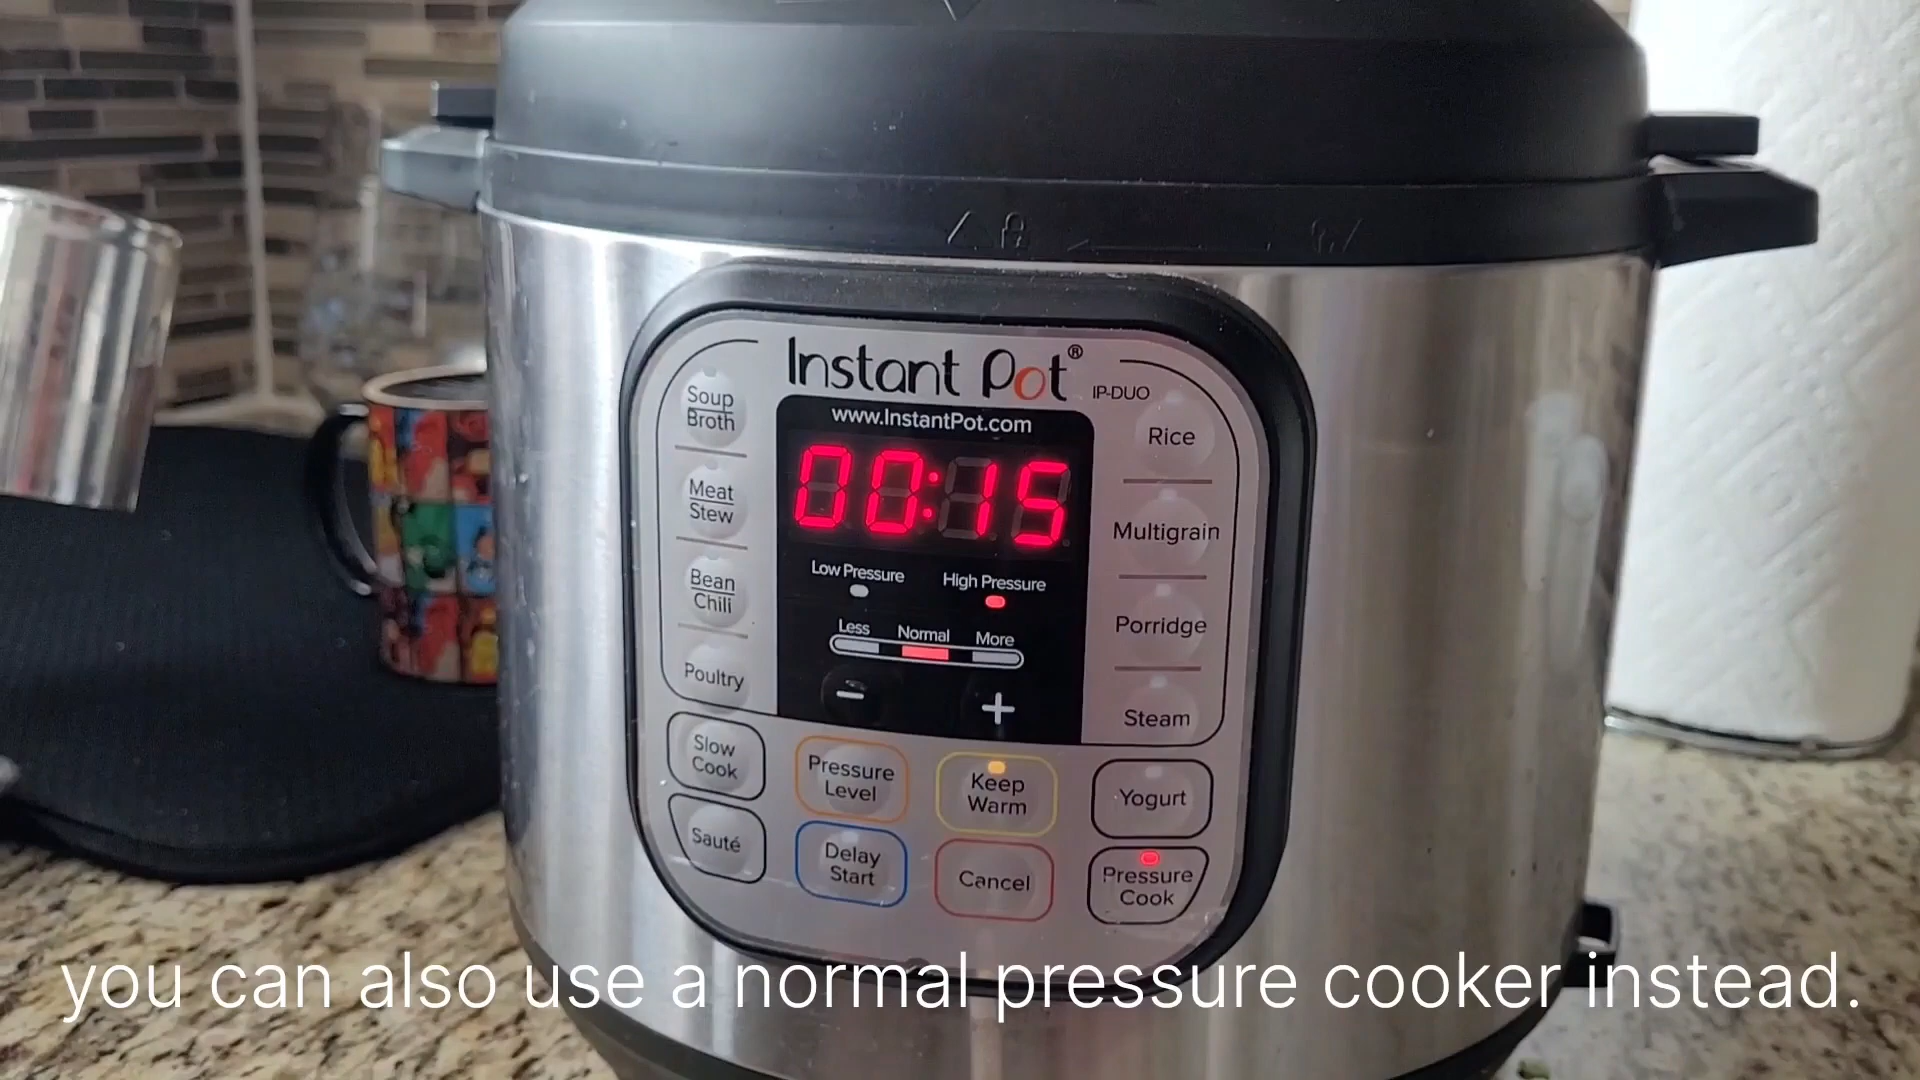 Instant Pot®
IP-DUO
www.InstantPot.com
00:15
Low Pressure
High Pressure
Less
Normal
More
−
+
Soup
Broth
Meat
Stew
Bean
Chili
Poultry
Rice
Multigrain
Porridge
Steam
Slow
Cook
Pressure
Level
Keep
Warm
Yogurt
Sauté
Delay
Start
Cancel
Pressure
Cook
you can also use a normal pressure cooker instead.